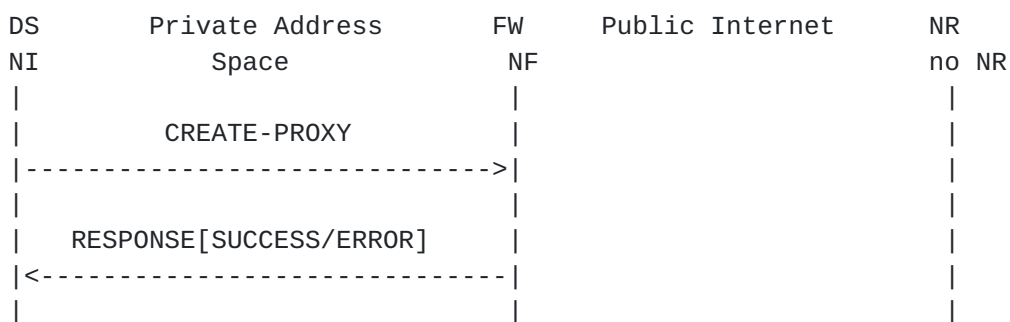 DS       Private Address       FW     Public Internet      NR
NI           Space              NF                         no NR
|                               |                           |
|         CREATE-PROXY          |                           |
|------------------------------>|                           |
|                               |                           |
|   RESPONSE[SUCCESS/ERROR]     |                           |
|<------------------------------|                           |
|                               |                           |